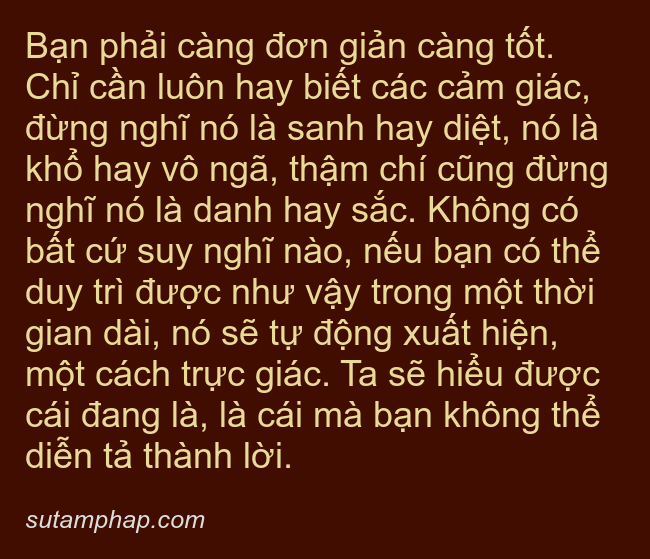 Bạn phải càng đơn giản càng tốt.
Chỉ cần luôn hay biết các cảm giác,
đừng nghĩ nó là sanh hay diệt, nó là
khổ hay vô ngã, thậm chí cũng đừng
nghĩ nó là danh hay sắc. Không có
bất cứ suy nghĩ nào, nếu bạn có thể
duy trì được như vậy trong một thời
gian dài, nó sẽ tự động xuất hiện,
một cách trực giác. Ta sẽ hiểu được
cái đang là, là cái mà bạn không thể
diễn tả thành lời.
sutamphap.com